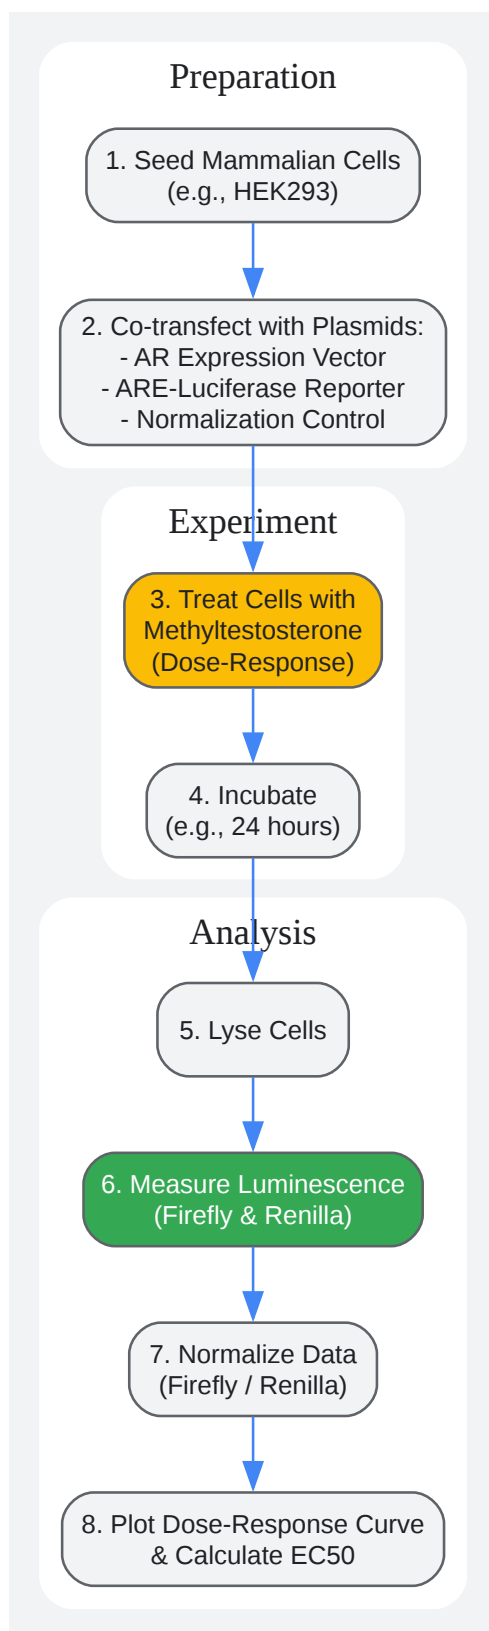 Preparation
1. Seed Mammalian Cells
(e.g., HEK293)
2. Co-transfect with Plasmids:
- AR Expression Vector
- ARE-Luciferase Reporter
- Normalization Control
Experiment
3. Treat Cells with
Methyltestosterone
(Dose-Response)
4. Incubate
(e.g., 24 hours)
Analysis
5. Lyse Cells
6. Measure Luminescence
(Firefly & Renilla)
7. Normalize Data
(Firefly / Renilla)
8. Plot Dose-Response Curve
& Calculate EC50